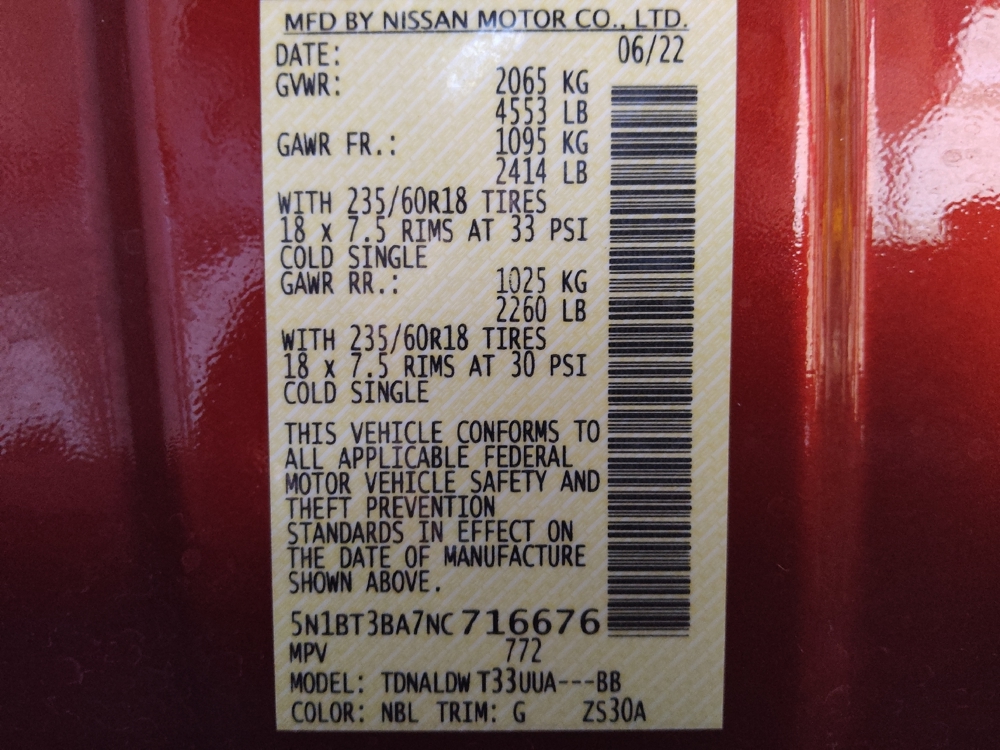 MFD BY NISSAN MOTOR CO., LTD.
DATE: 06/22
GVWR: 2065 KG
4553 LB
GAWR FR.: 1095 KG
2414 LB
WITH 235/60R18 TIRES
18 x 7.5 RIMS AT 33 PSI
COLD SINGLE
GAWR RR.: 1025 KG
2260 LB
WITH 235/60R18 TIRES
18 x 7.5 RIMS AT 30 PSI
COLD SINGLE
THIS VEHICLE CONFORMS TO
ALL APPLICABLE FEDERAL
MOTOR VEHICLE SAFETY AND
THEFT PREVENTION
STANDARDS IN EFFECT ON
THE DATE OF MANUFACTURE
SHOWN ABOVE.
5N1BT3BA7NC716676
MPV 772
MODEL: TDNALDW T33UUA---BB
COLOR: NBL TRIM: G ZS30A